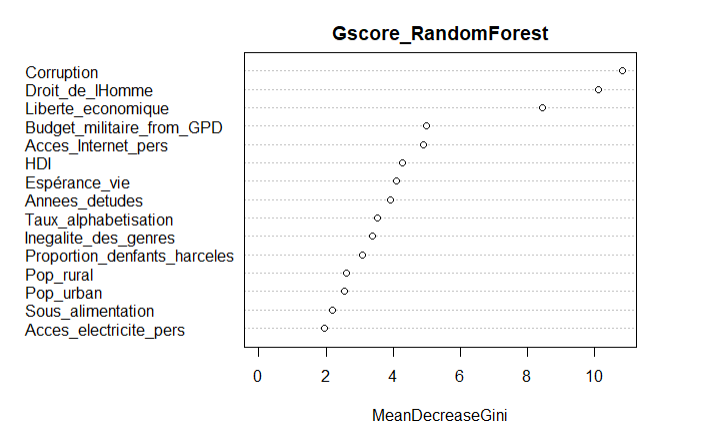 Gscore_RandomForest
Corruption
Droit_de_lHomme
Liberte_economique
Budget_militaire_from_GPD
Acces_Internet_pers
HDI
Espérance_vie
Annees_detudes
Taux_alphabetisation
Inegalite_des_genres
Proportion_denfants_harceles
Pop_rural
Pop_urban
Sous_alimentation
Acces_electricite_pers
0 2 4 6 8 10
MeanDecreaseGini